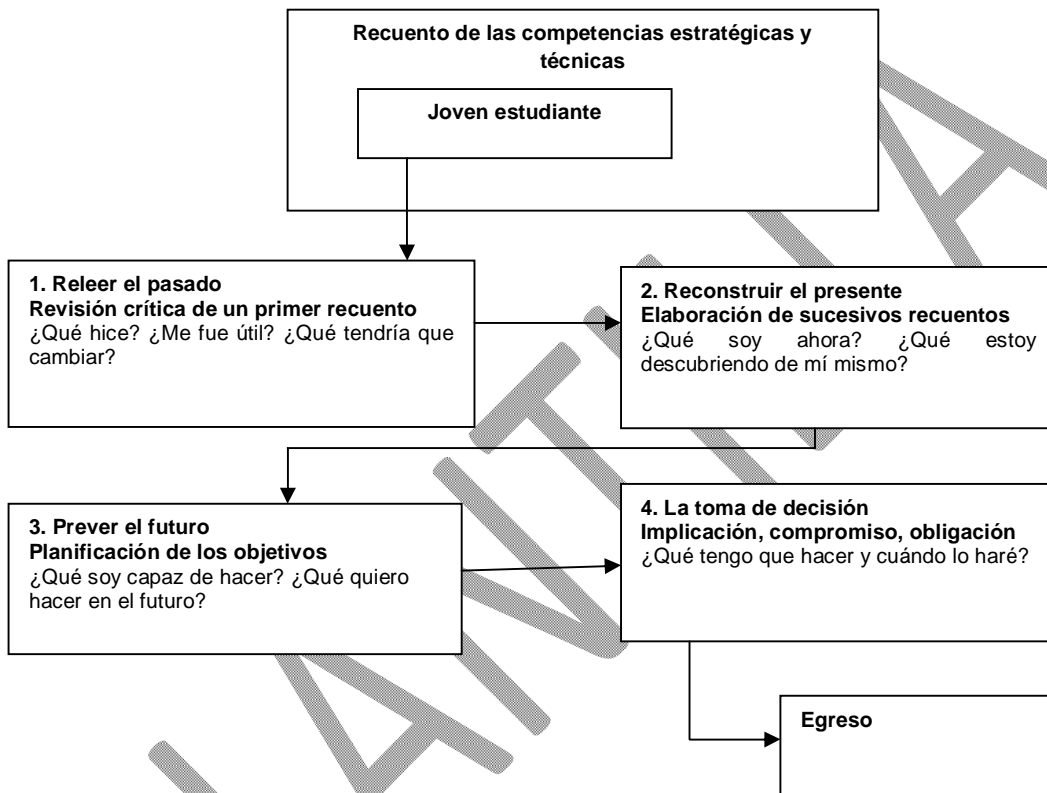 Recuento de las competencias estratégicas y
técnicas
Joven estudiante
1. Releer el pasado
Revisión crítica de un primer recuento
¿Qué hice? ¿Me fue útil? ¿Qué tendría que
cambiar?
2. Reconstruir el presente
Elaboración de sucesivos recuentos
¿Qué soy ahora? ¿Qué estoy
descubriendo de mí mismo?
3. Prever el futuro
Planificación de los objetivos
¿Qué soy capaz de hacer? ¿Qué quiero
hacer en el futuro?
4. La toma de decisión
Implicación, compromiso, obligación
¿Qué tengo que hacer y cuándo lo haré?
Egreso